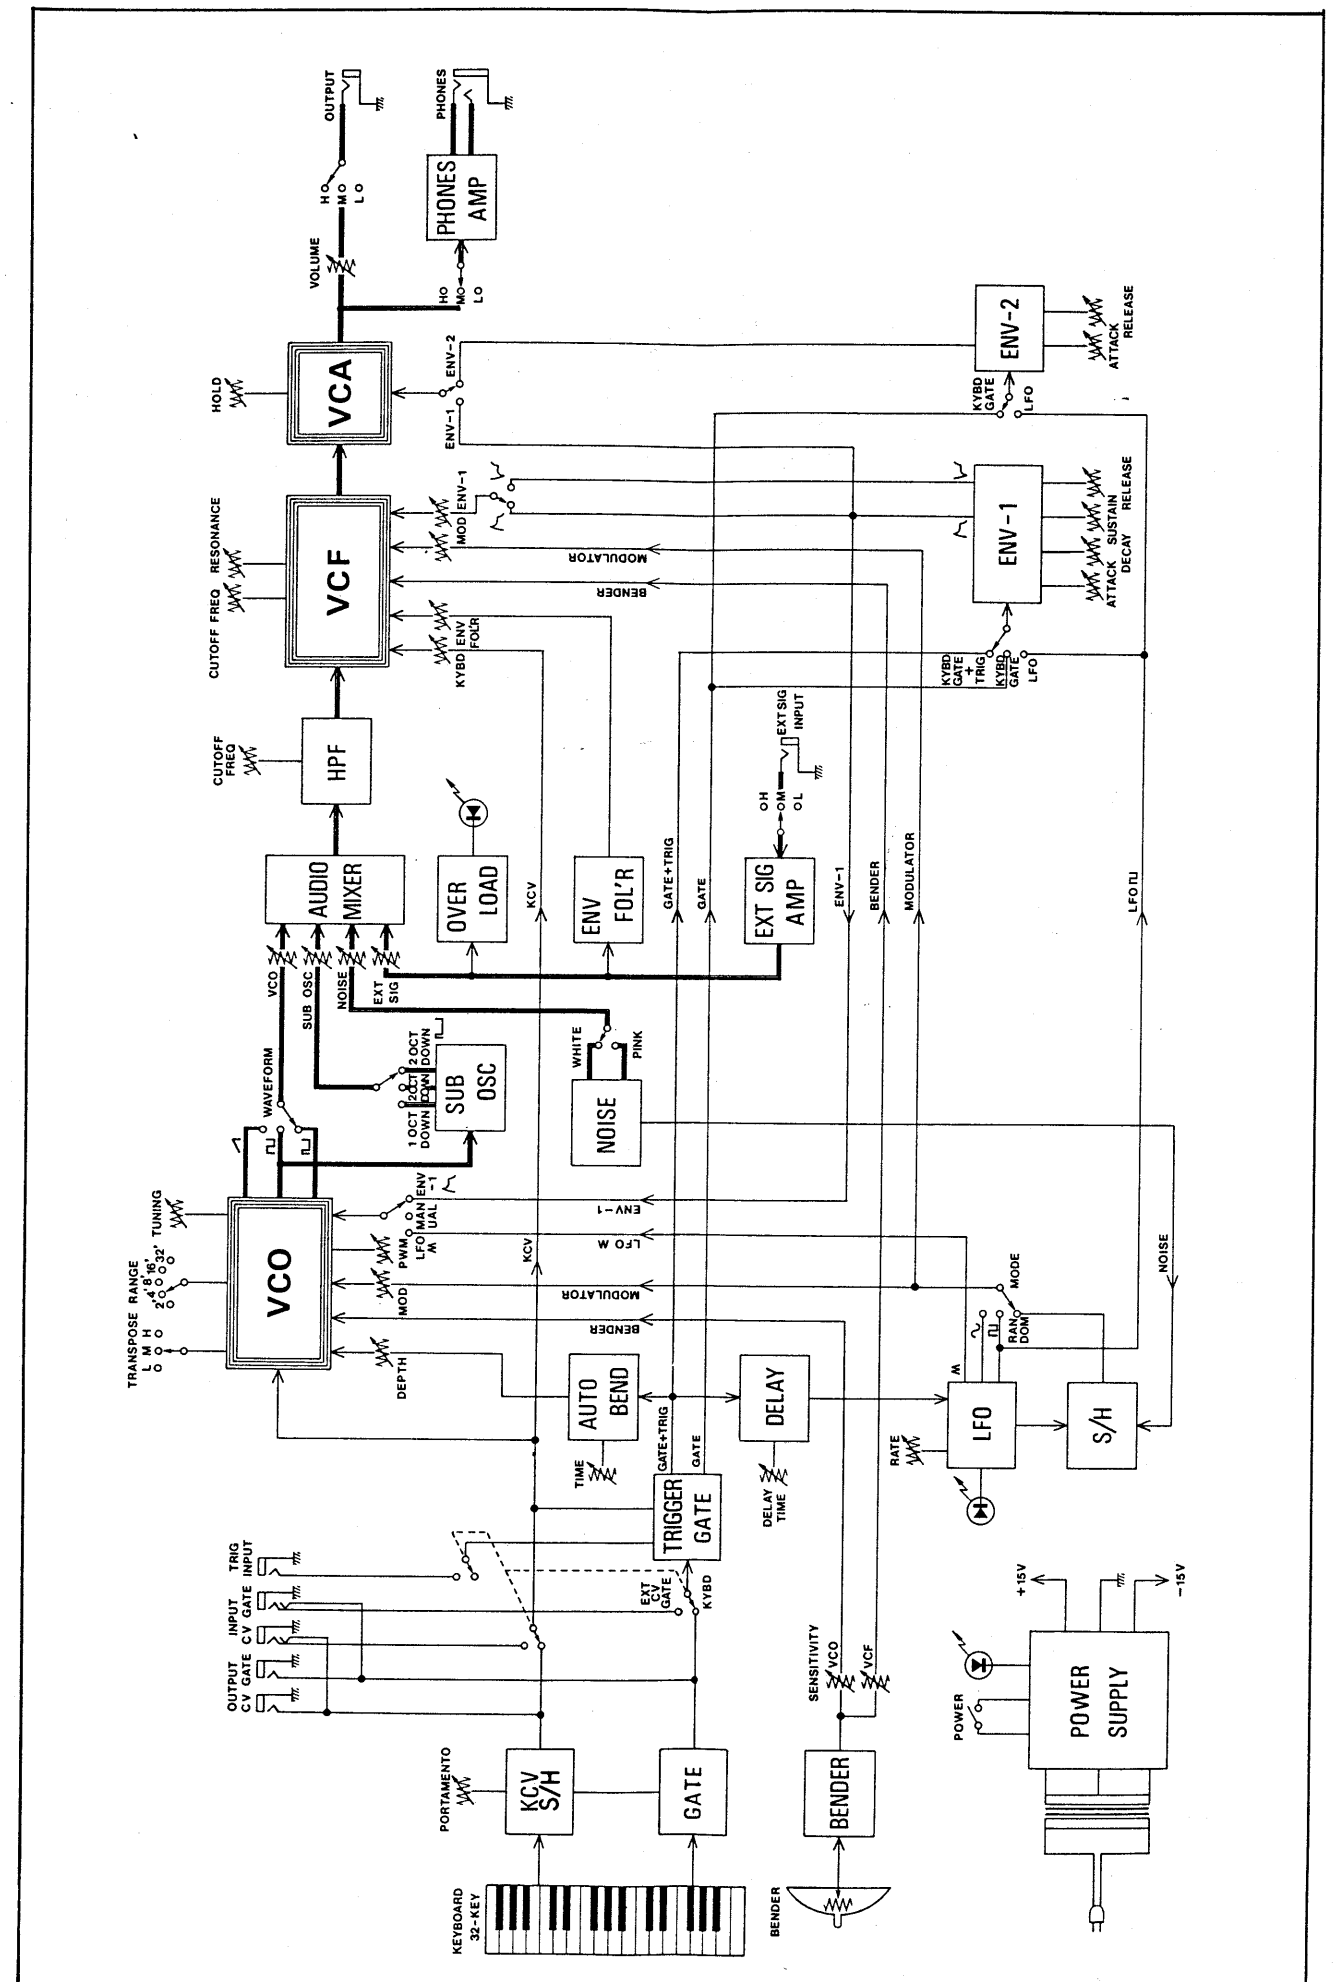 OUTPUT
PHONES
H
M
L
VOLUME
PHONES
AMP
H
M
L
HOLD
VCA
ENV-1
ENV-2
ENV-2
ATTACK
RELEASE
KYBD
GATE
LFO
CUTOFF FREQ
RESONANCE
VCF
KYBD
ENV
FOL'R
MOD
ENV-1
BENDER
MODULATOR
ENV-1
ATTACK
DECAY
SUSTAIN
RELEASE
KYBD
GATE
+
TRIG
KYBD
GATE
LFO
CUTOFF
FREQ
HPF
AUDIO
MIXER
VCO
SUB OSC
NOISE
EXT
SIG
OVER
LOAD
ENV
FOL'R
EXT SIG
AMP
EXT SIG
INPUT
H
M
L
KCV
GATE+TRIG
GATE
ENV-1
BENDER
MODULATOR
LFO
WAVEFORM
1 OCT
DOWN
2 OCT
DOWN
2 OCT
DOWN
SUB
OSC
WHITE
PINK
NOISE
TRANSPOSE
L M H
RANGE
2' 4' 8' 16' 32'
TUNING
VCO
DEPTH
MOD
PWM
LFO
MAN
UAL
ENV
-1
KCV
BENDER
MODULATOR
LFO
ENV-1
NOISE
MODE
RAN
DOM
AUTO
BEND
TIME
GATE+TRIG
GATE
DELAY
DELAY
TIME
TRIGGER
GATE
RATE
LFO
S/H
OUTPUT
CV GATE
INPUT
CV GATE
TRIG
INPUT
EXT
CV
GATE
KYBD
SENSITIVITY
VCO
VCF
PORTAMENTO
KCV
S/H
GATE
BENDER
KEYBOARD
32-KEY
BENDER
POWER
POWER
SUPPLY
+15V
−15V